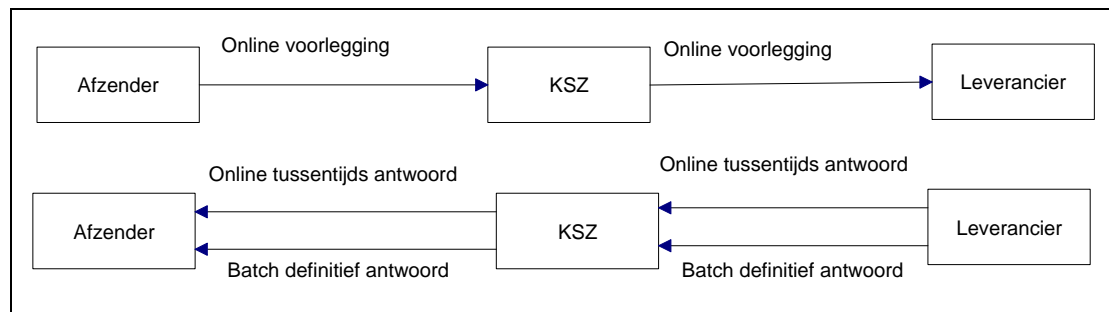 Online voorlegging
Online voorlegging
Afzender
KSZ
Leverancier
Online tussentijds antwoord
Online tussentijds antwoord
Afzender
KSZ
Leverancier
Batch definitief antwoord
Batch definitief antwoord